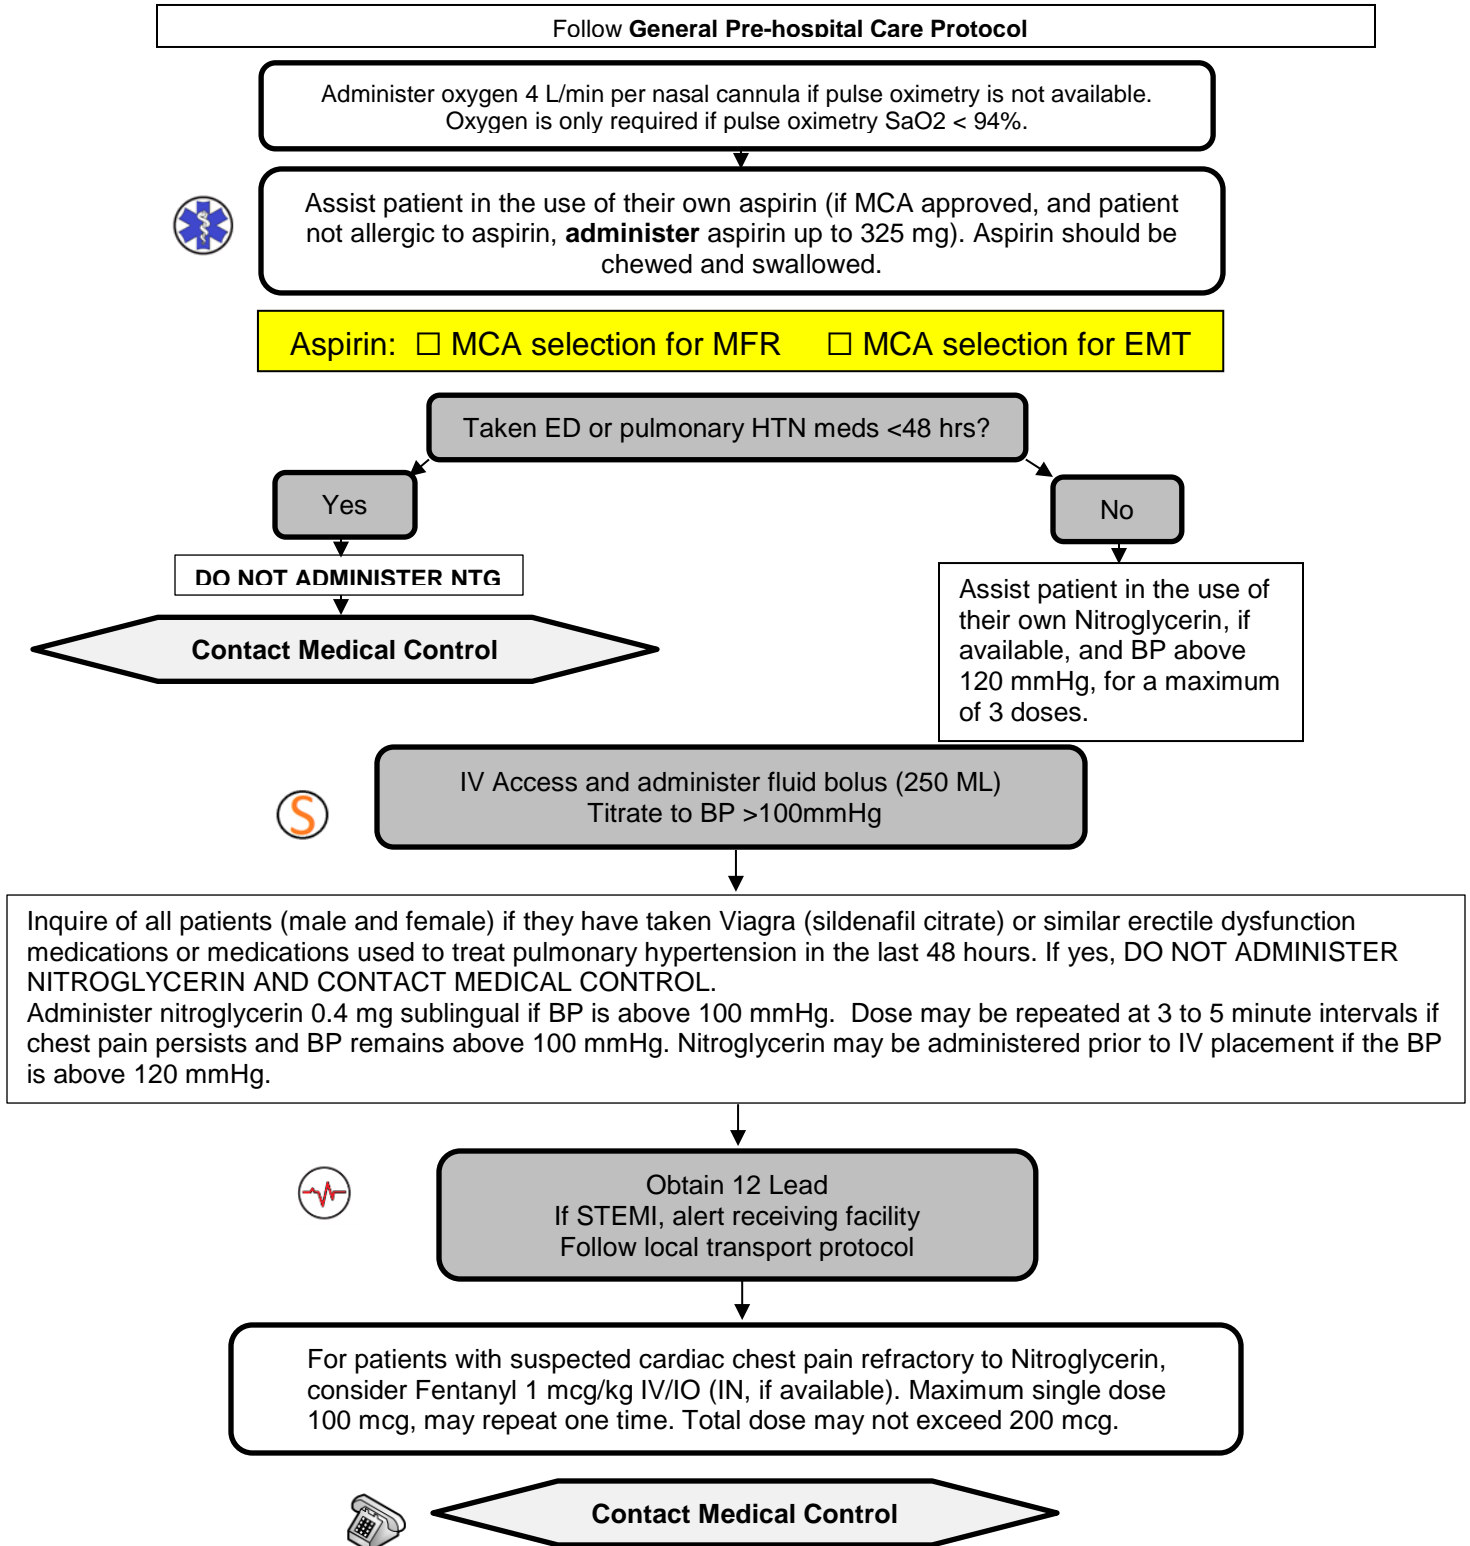 Follow General Pre-hospital Care Protocol
Administer oxygen 4 L/min per nasal cannula if pulse oximetry is not available.
Oxygen is only required if pulse oximetry SaO2 < 94%.
Assist patient in the use of their own aspirin (if MCA approved, and patient
not allergic to aspirin, administer aspirin up to 325 mg). Aspirin should be
chewed and swallowed.
Aspirin: ☐ MCA selection for MFR ☐ MCA selection for EMT
Taken ED or pulmonary HTN meds <48 hrs?
Yes
No
DO NOT ADMINISTER NTG
Contact Medical Control
Assist patient in the use of
their own Nitroglycerin, if
available, and BP above
120 mmHg, for a maximum
of 3 doses.
IV Access and administer fluid bolus (250 ML)
Titrate to BP >100mmHg
S
Inquire of all patients (male and female) if they have taken Viagra (sildenafil citrate) or similar erectile dysfunction
medications or medications used to treat pulmonary hypertension in the last 48 hours. If yes, DO NOT ADMINISTER
NITROGLYCERIN AND CONTACT MEDICAL CONTROL.
Administer nitroglycerin 0.4 mg sublingual if BP is above 100 mmHg.  Dose may be repeated at 3 to 5 minute intervals if
chest pain persists and BP remains above 100 mmHg. Nitroglycerin may be administered prior to IV placement if the BP
is above 120 mmHg.
Obtain 12 Lead
If STEMI, alert receiving facility
Follow local transport protocol
For patients with suspected cardiac chest pain refractory to Nitroglycerin,
consider Fentanyl 1 mcg/kg IV/IO (IN, if available). Maximum single dose
100 mcg, may repeat one time. Total dose may not exceed 200 mcg.
Contact Medical Control